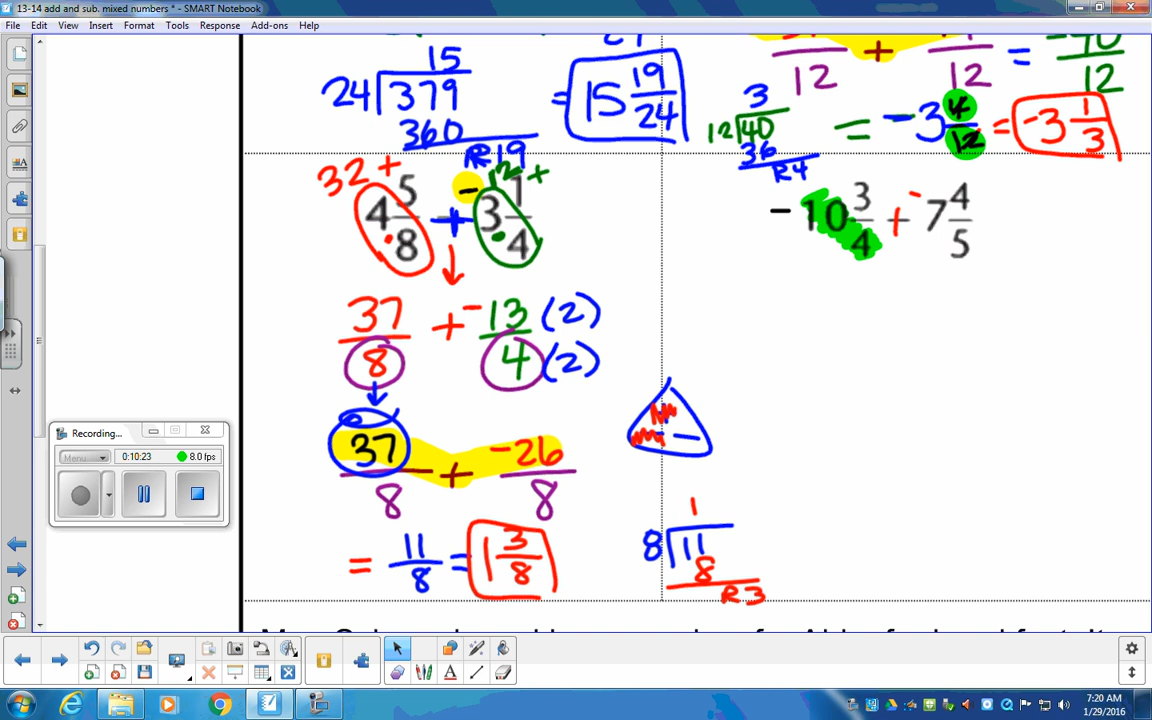 13-14 add and sub. mixed numbers * - SMART Notebook
File Edit View Insert Format Tools Response Add-ons Help
15
24 379
360
R19
= 15 19/24
12 + 12 = -40/12
3
12 40
36
R4
= -3 4/12 = -3 1/3
32 + 12 +
4 5/8 + - 3 1/4
37/8 + -13/4 (2) (2)
37/8 + -26/8
= 11/8 = 1 3/8
1
8 11
8
R3
- 10 3/4 + - 7 4/5
Recording...
Menu
0:10:23 8.0 fps
7:20 AM
1/29/2016